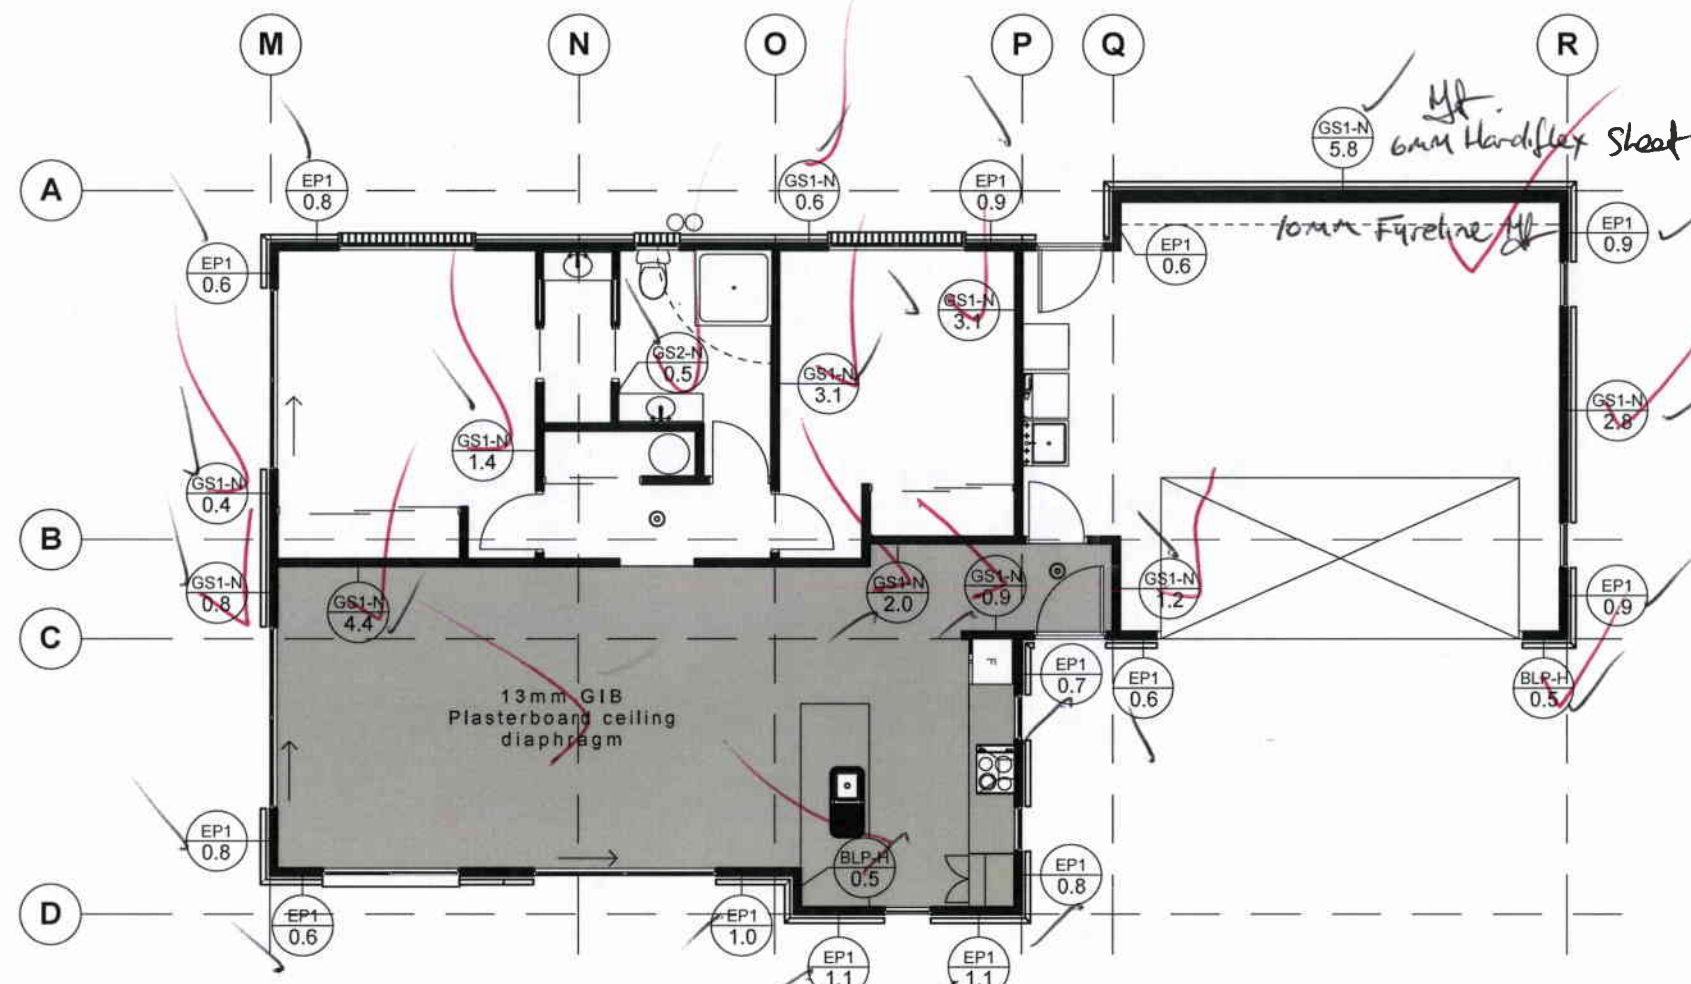 M N O P Q R
GS1-N
5.8
6mm Hardiflex Sheet
A
EP1
0.8
GS1-N
0.6
EP1
0.9
10mm Fyreline
EP1
0.9
EP1
0.6
EP1
0.6
GS1-N
3.1
GS2-N
0.5
GS1-N
3.1
GS1-N
2.8
GS1-N
1.4
GS1-N
0.4
B
GS1-N
0.8
GS1-N
4.4
GS1-N
2.0
GS1-N
0.9
GS1-N
1.2
EP1
0.9
C
F
EP1
0.7
EP1
0.6
BLP-H
0.5
13mm GIB
Plasterboard ceiling
diaphragm
EP1
0.8
BLP-H
0.5
EP1
0.8
D
EP1
0.6
EP1
1.0
EP1
1.1
EP1
1.1